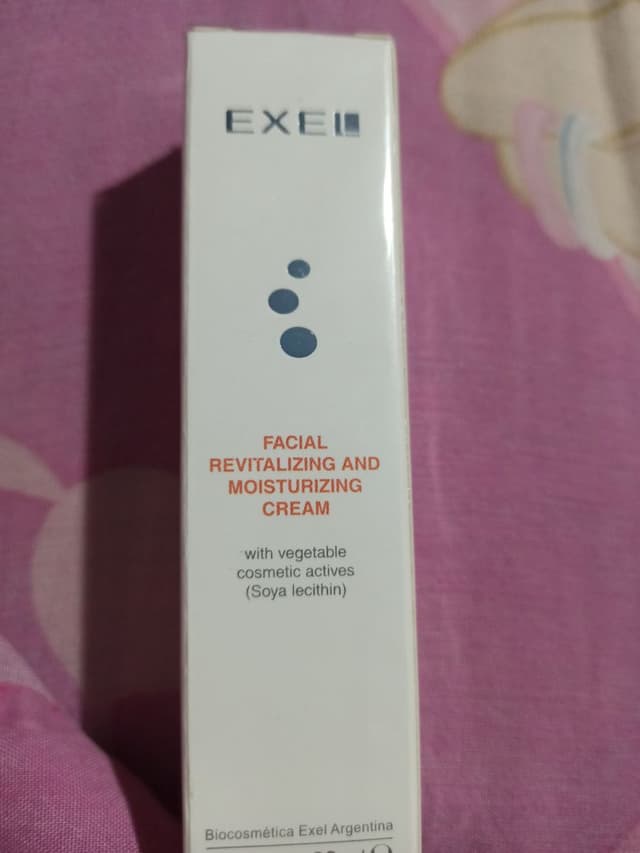 EXEL
FACIAL
REVITALIZING AND
MOISTURIZING
CREAM
with vegetable
cosmetic actives
(Soya lecithin)
Biocosmética Exel Argentina